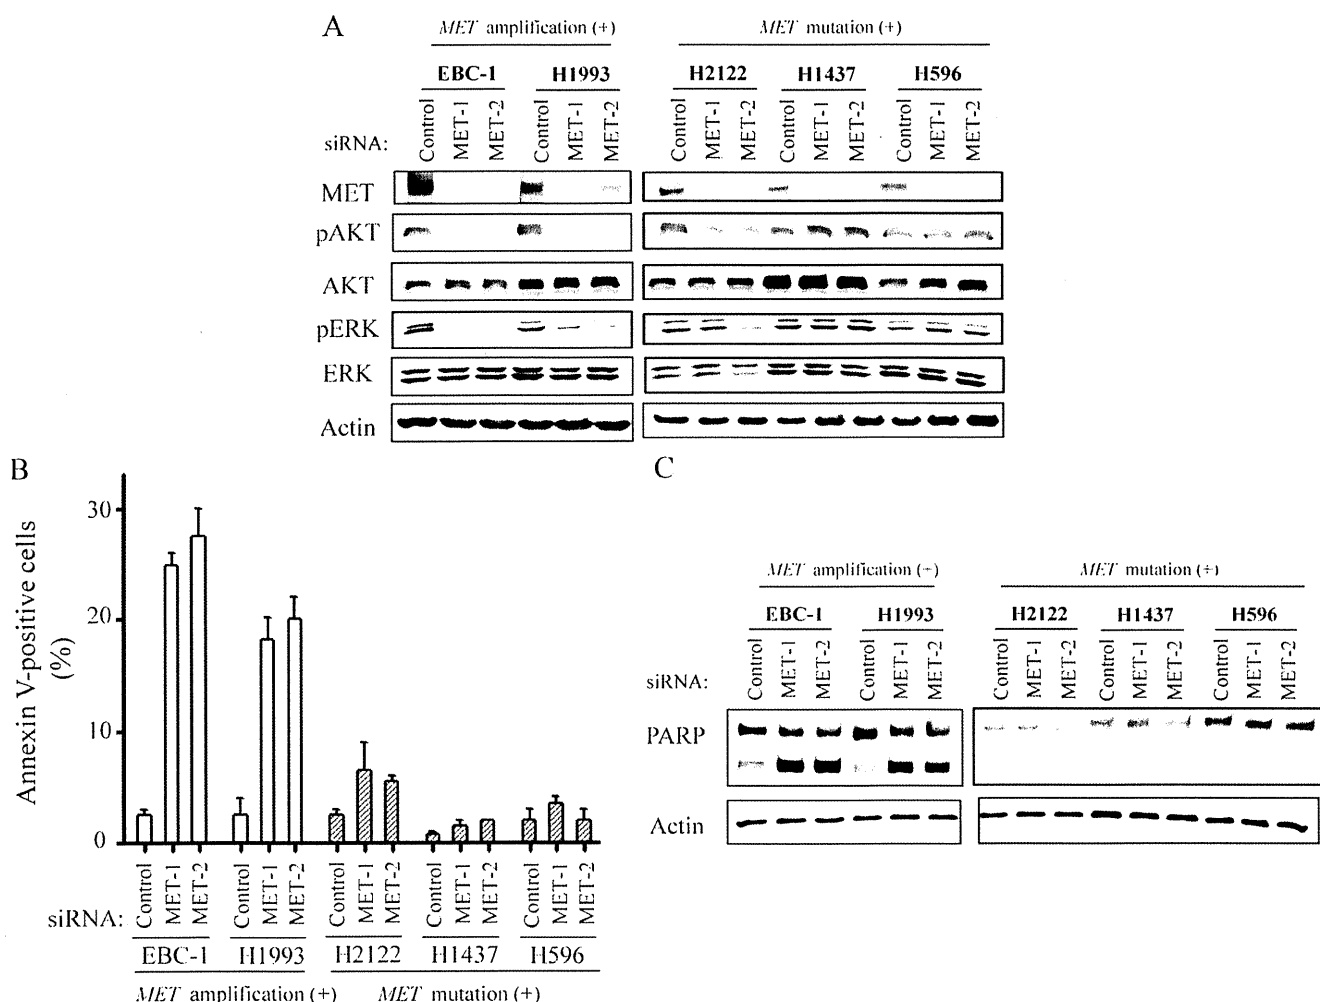 A
MET amplification (+) MET mutation (+)
EBC-1 H1993 H2122 H1437 H596
siRNA: Control MET-1 MET-2 Control MET-1 MET-2 Control MET-1 MET-2 Control MET-1 MET-2 Control MET-1 MET-2
MET
pAKT
AKT
pERK
ERK
Actin
B
Annexin V-positive cells
(%)
30
20
10
0
siRNA: Control MET-1 MET-2 Control MET-1 MET-2 Control MET-1 MET-2 Control MET-1 MET-2 Control MET-1 MET-2
EBC-1 H1993 H2122 H1437 H596
MET amplification (+) MET mutation (+)
C
MET amplification (+) MET mutation (+)
EBC-1 H1993 H2122 H1437 H596
siRNA: Control MET-1 MET-2 Control MET-1 MET-2 Control MET-1 MET-2 Control MET-1 MET-2 Control MET-1 MET-2
PARP
Actin